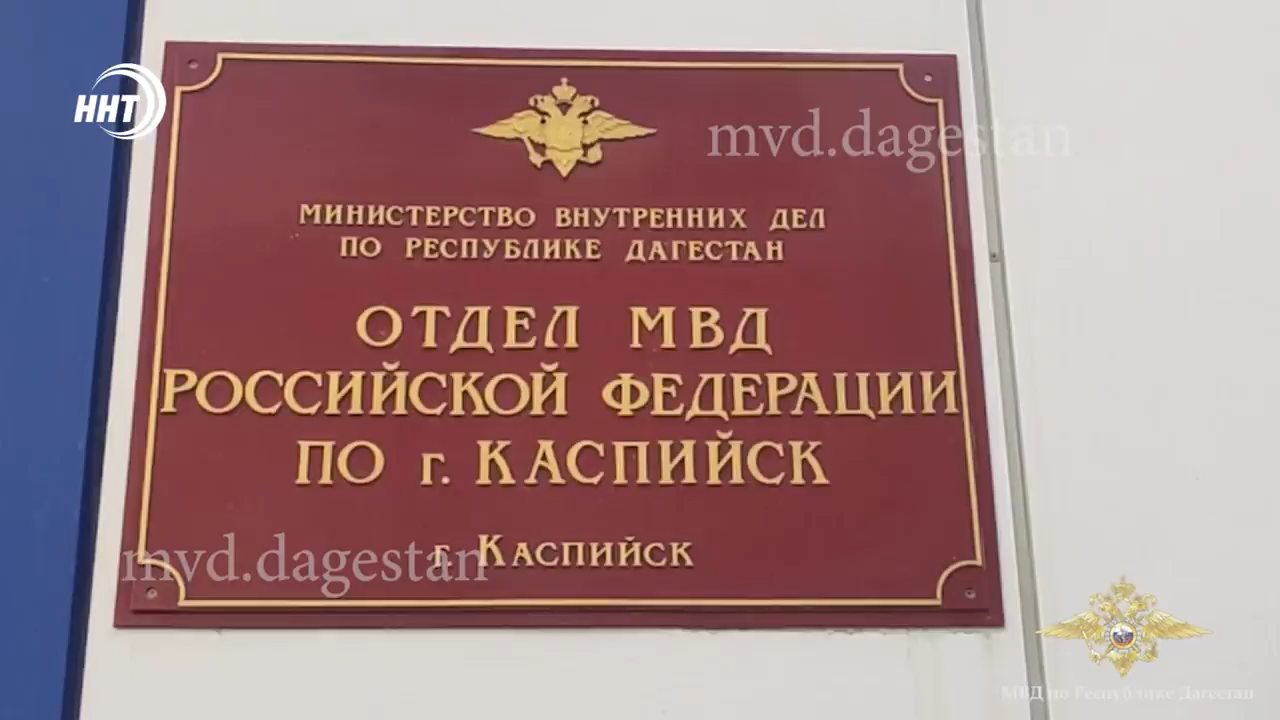 ННТ
mvd.dagestan
МИНИСТЕРСТВО ВНУТРЕННИХ ДЕЛ
ПО РЕСПУБЛИКЕ ДАГЕСТАН
ОТДЕЛ МВД
РОССИЙСКОЙ ФЕДЕРАЦИИ
ПО г. КАСПИЙСК
г. КАСПИЙСК
mvd.dagestan
МВД по Республике Дагестан